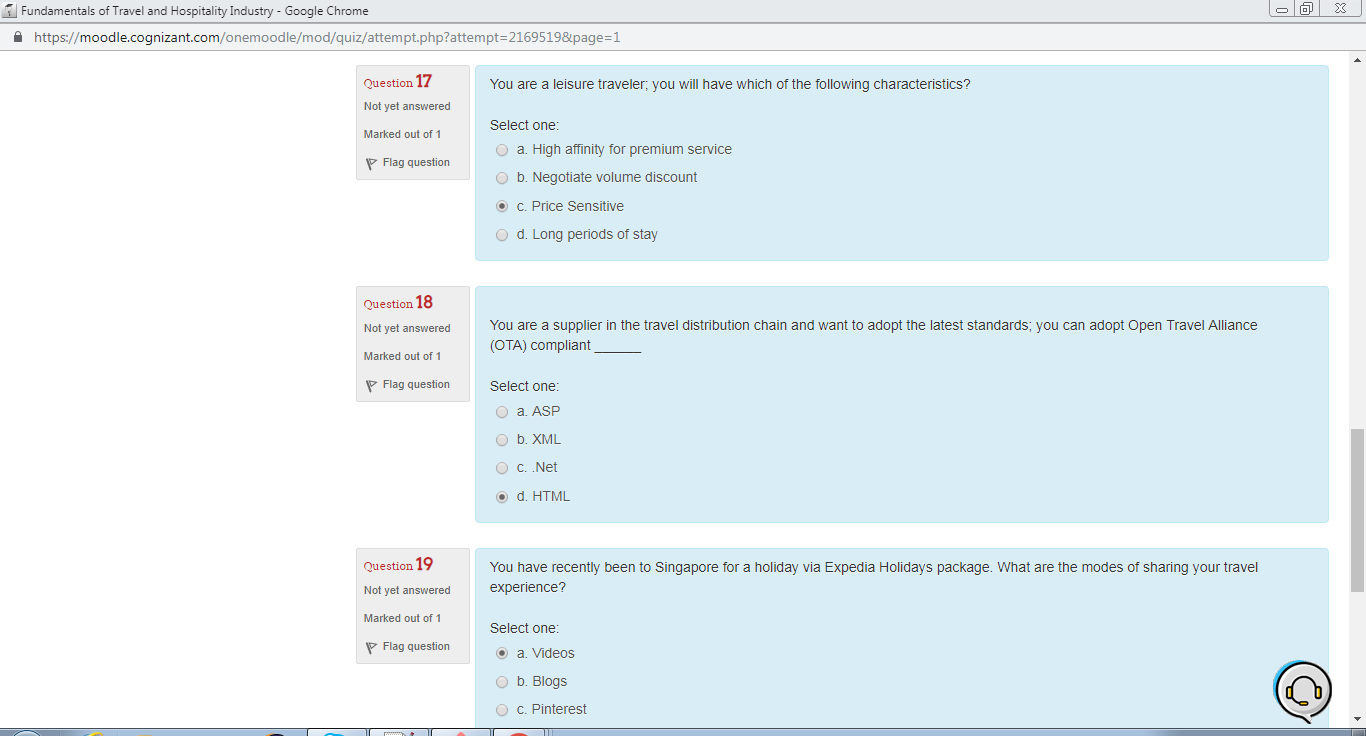 Fundamentals of Travel and Hospitality Industry - Google Chrome
https://moodle.cognizant.com/onemoodle/mod/quiz/attempt.php?attempt=2169519&page=1
Question 17
Not yet answered
Marked out of 1
Flag question
You are a leisure traveler; you will have which of the following characteristics?
Select one:
a. High affinity for premium service
b. Negotiate volume discount
c. Price Sensitive
d. Long periods of stay
Question 18
Not yet answered
Marked out of 1
Flag question
You are a supplier in the travel distribution chain and want to adopt the latest standards; you can adopt Open Travel Alliance
(OTA) compliant ______
Select one:
a. ASP
b. XML
c. .Net
d. HTML
Question 19
Not yet answered
Marked out of 1
Flag question
You have recently been to Singapore for a holiday via Expedia Holidays package. What are the modes of sharing your travel
experience?
Select one:
a. Videos
b. Blogs
c. Pinterest